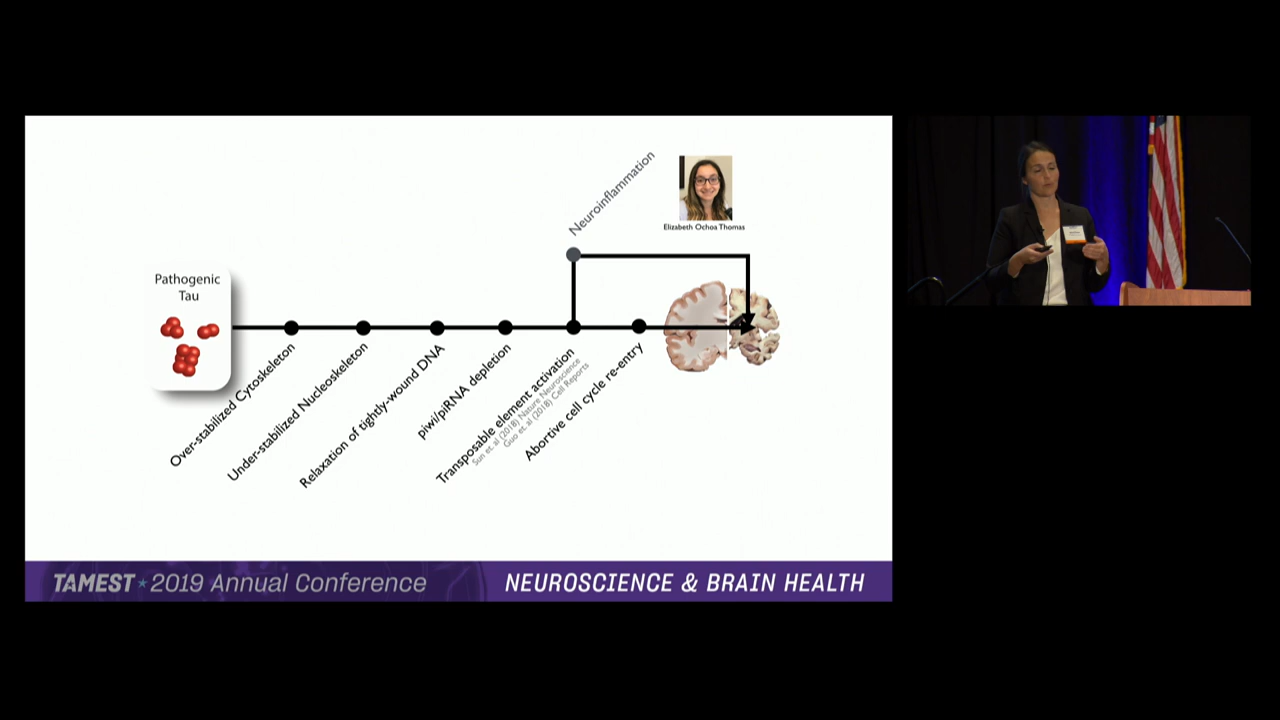 Neuroinflammation
Elizabeth Ochoa Thomas
Pathogenic
Tau
Over-stabilized Cytoskeleton
Under-stabilized Nucleoskeleton
Relaxation of tightly-wound DNA
piwi/piRNA depletion
Transposable element activation
Sun et. al (2018) Nature Neuroscience
Guo et. al (2018) Cell Reports
Abortive cell cycle re-entry
TAMEST★2019 Annual Conference
NEUROSCIENCE & BRAIN HEALTH